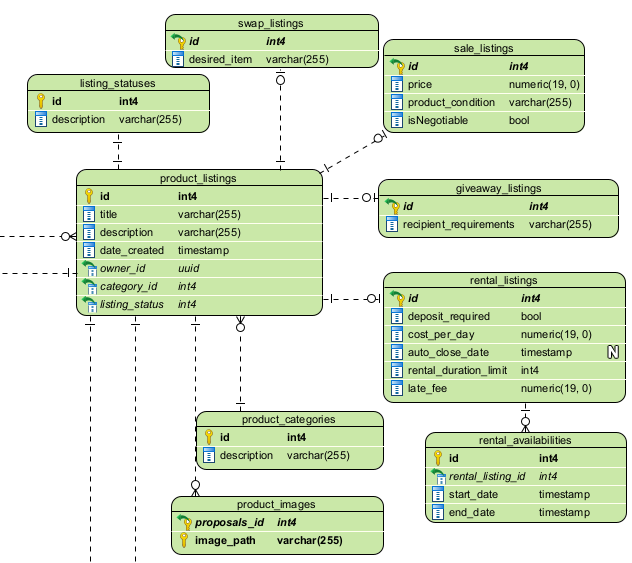 swap_listings
id int4
desired_item varchar(255)
sale_listings
id int4
price numeric(19, 0)
product_condition varchar(255)
isNegotiable bool
listing_statuses
id int4
description varchar(255)
product_listings
id int4
title varchar(255)
description varchar(255)
date_created timestamp
owner_id uuid
category_id int4
listing_status int4
giveaway_listings
id int4
recipient_requirements varchar(255)
rental_listings
id int4
deposit_required bool
cost_per_day numeric(19, 0)
auto_close_date timestamp N
rental_duration_limit int4
late_fee numeric(19, 0)
product_categories
id int4
description varchar(255)
rental_availabilities
id int4
rental_listing_id int4
start_date timestamp
end_date timestamp
product_images
proposals_id int4
image_path varchar(255)